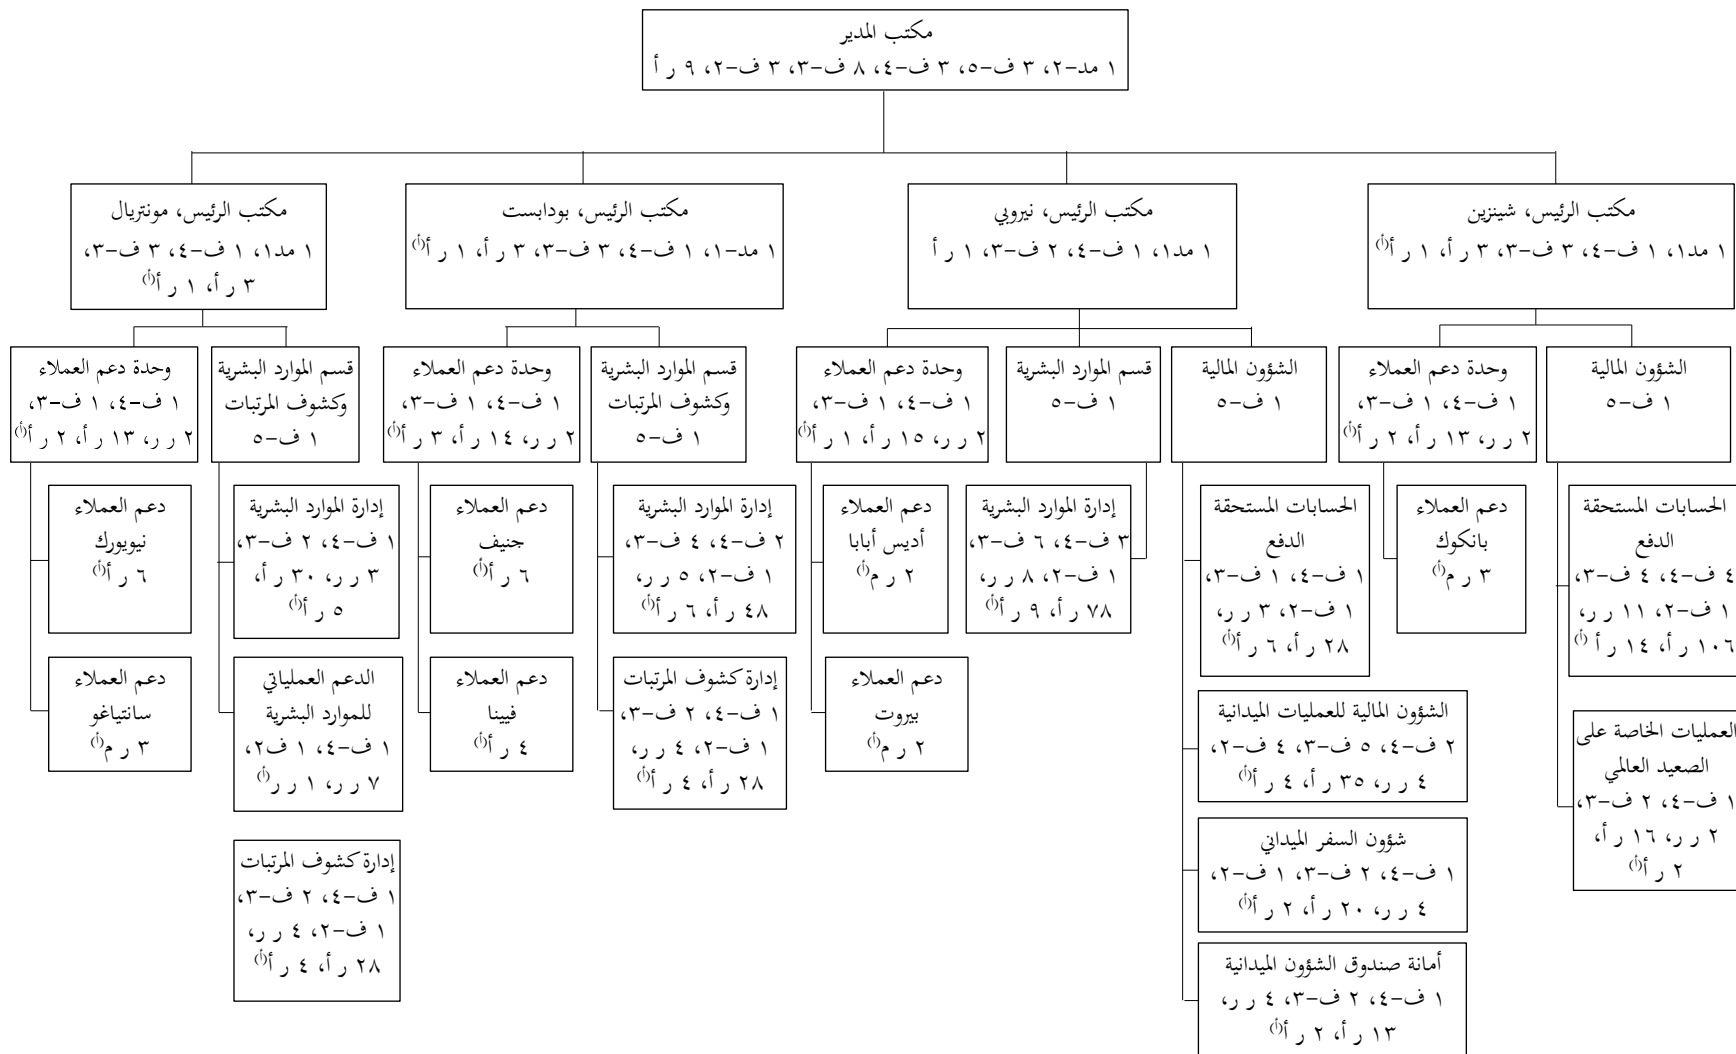 مكتب المدير
١ مد-٢، ٣ ف-٥، ٣ ف-٤، ٨ ف-٣، ٣ ف-٢، ٩ ر أ
مكتب الرئيس، شينزين
١ مد١، ١ ف-٤، ٣ ف-٣، ٣ ر أ، ١ ر أ(أ)
مكتب الرئيس، نيروبي
١ مد١، ١ ف-٤، ٢ ف-٣، ١ ر أ
مكتب الرئيس، بودابست
١ مد-١، ١ ف-٤، ٣ ف-٣، ٣ ر أ، ١ ر أ(أ)
مكتب الرئيس، مونتريال
١ مد١، ١ ف-٤، ٣ ف-٣،
٣ ر أ، ١ ر أ(أ)
الشؤون المالية
١ ف-٥
وحدة دعم العملاء
١ ف-٤، ١ ف-٣،
٢ ر ر، ١٣ ر أ، ٢ ر أ(أ)
الشؤون المالية
١ ف-٥
قسم الموارد البشرية
١ ف-٥
وحدة دعم العملاء
١ ف-٤، ١ ف-٣،
٢ ر ر، ١٥ ر أ، ١ ر أ(أ)
قسم الموارد البشرية
وكشوف المرتبات
١ ف-٥
وحدة دعم العملاء
١ ف-٤، ١ ف-٣،
٢ ر ر، ١٤ ر أ، ٣ ر أ(أ)
قسم الموارد البشرية
وكشوف المرتبات
١ ف-٥
وحدة دعم العملاء
١ ف-٤، ١ ف-٣،
٢ ر ر، ١٣ ر أ، ٢ ر أ(أ)
الحسابات المستحقة
الدفع
٤ ف-٤، ٤ ف-٣،
١ ف-٢، ١١ ر ر،
١٠٦ ر أ، ١٤ ر أ (أ)
دعم العملاء
بانكوك
٣ ر م(أ)
الحسابات المستحقة
الدفع
١ ف-٤، ١ ف-٣،
١ ف-٢، ٣ ر ر،
٢٨ ر أ، ٦ ر أ(أ)
إدارة الموارد البشرية
٣ ف-٤، ٦ ف-٣،
١ ف-٢، ٨ ر ر،
٧٨ ر أ، ٩ ر أ(أ)
دعم العملاء
أديس أبابا
٢ ر م(أ)
إدارة الموارد البشرية
٢ ف-٤، ٤ ف-٣،
١ ف-٢، ٥ ر ر،
٤٨ ر أ، ٦ ر أ(أ)
دعم العملاء
جنيف
٦ ر أ(أ)
إدارة الموارد البشرية
١ ف-٤، ٢ ف-٣،
٣ ر ر، ٣٠ ر أ،
٥ ر أ(أ)
دعم العملاء
نيويورك
٦ ر أ(أ)
العمليات الخاصة على
الصعيد العالمي
١ ف-٤، ٢ ف-٣،
٢ ر ر، ١٦ ر أ،
٢ ر أ(أ)
الشؤون المالية للعمليات الميدانية
٢ ف-٤، ٥ ف-٣، ٤ ف-٢،
٤ ر ر، ٣٥ ر أ، ٤ ر أ(أ)
دعم العملاء
بيروت
٢ ر م(أ)
إدارة كشوف المرتبات
١ ف-٤، ٢ ف-٣،
١ ف-٢، ٤ ر ر،
٢٨ ر أ، ٤ ر أ(أ)
دعم العملاء
فيينا
٤ ر أ(أ)
الدعم العملياتي
للموارد البشرية
١ ف-٤، ١ ف٢،
٧ ر ر، ١ ر ر(أ)
دعم العملاء
سانتياغو
٣ ر م(أ)
شؤون السفر الميداني
١ ف-٤، ٢ ف-٣، ١ ف-٢،
٤ ر ر، ٢٠ ر أ، ٢ ر أ(أ)
إدارة كشوف المرتبات
١ ف-٤، ٢ ف-٣،
١ ف-٢، ٤ ر ر،
٢٨ ر أ، ٤ ر أ(أ)
أمانة صندوق الشؤون الميدانية
١ ف-٤، ٢ ف-٣، ٤ ر ر،
١٣ ر أ، ٢ ر أ(أ)